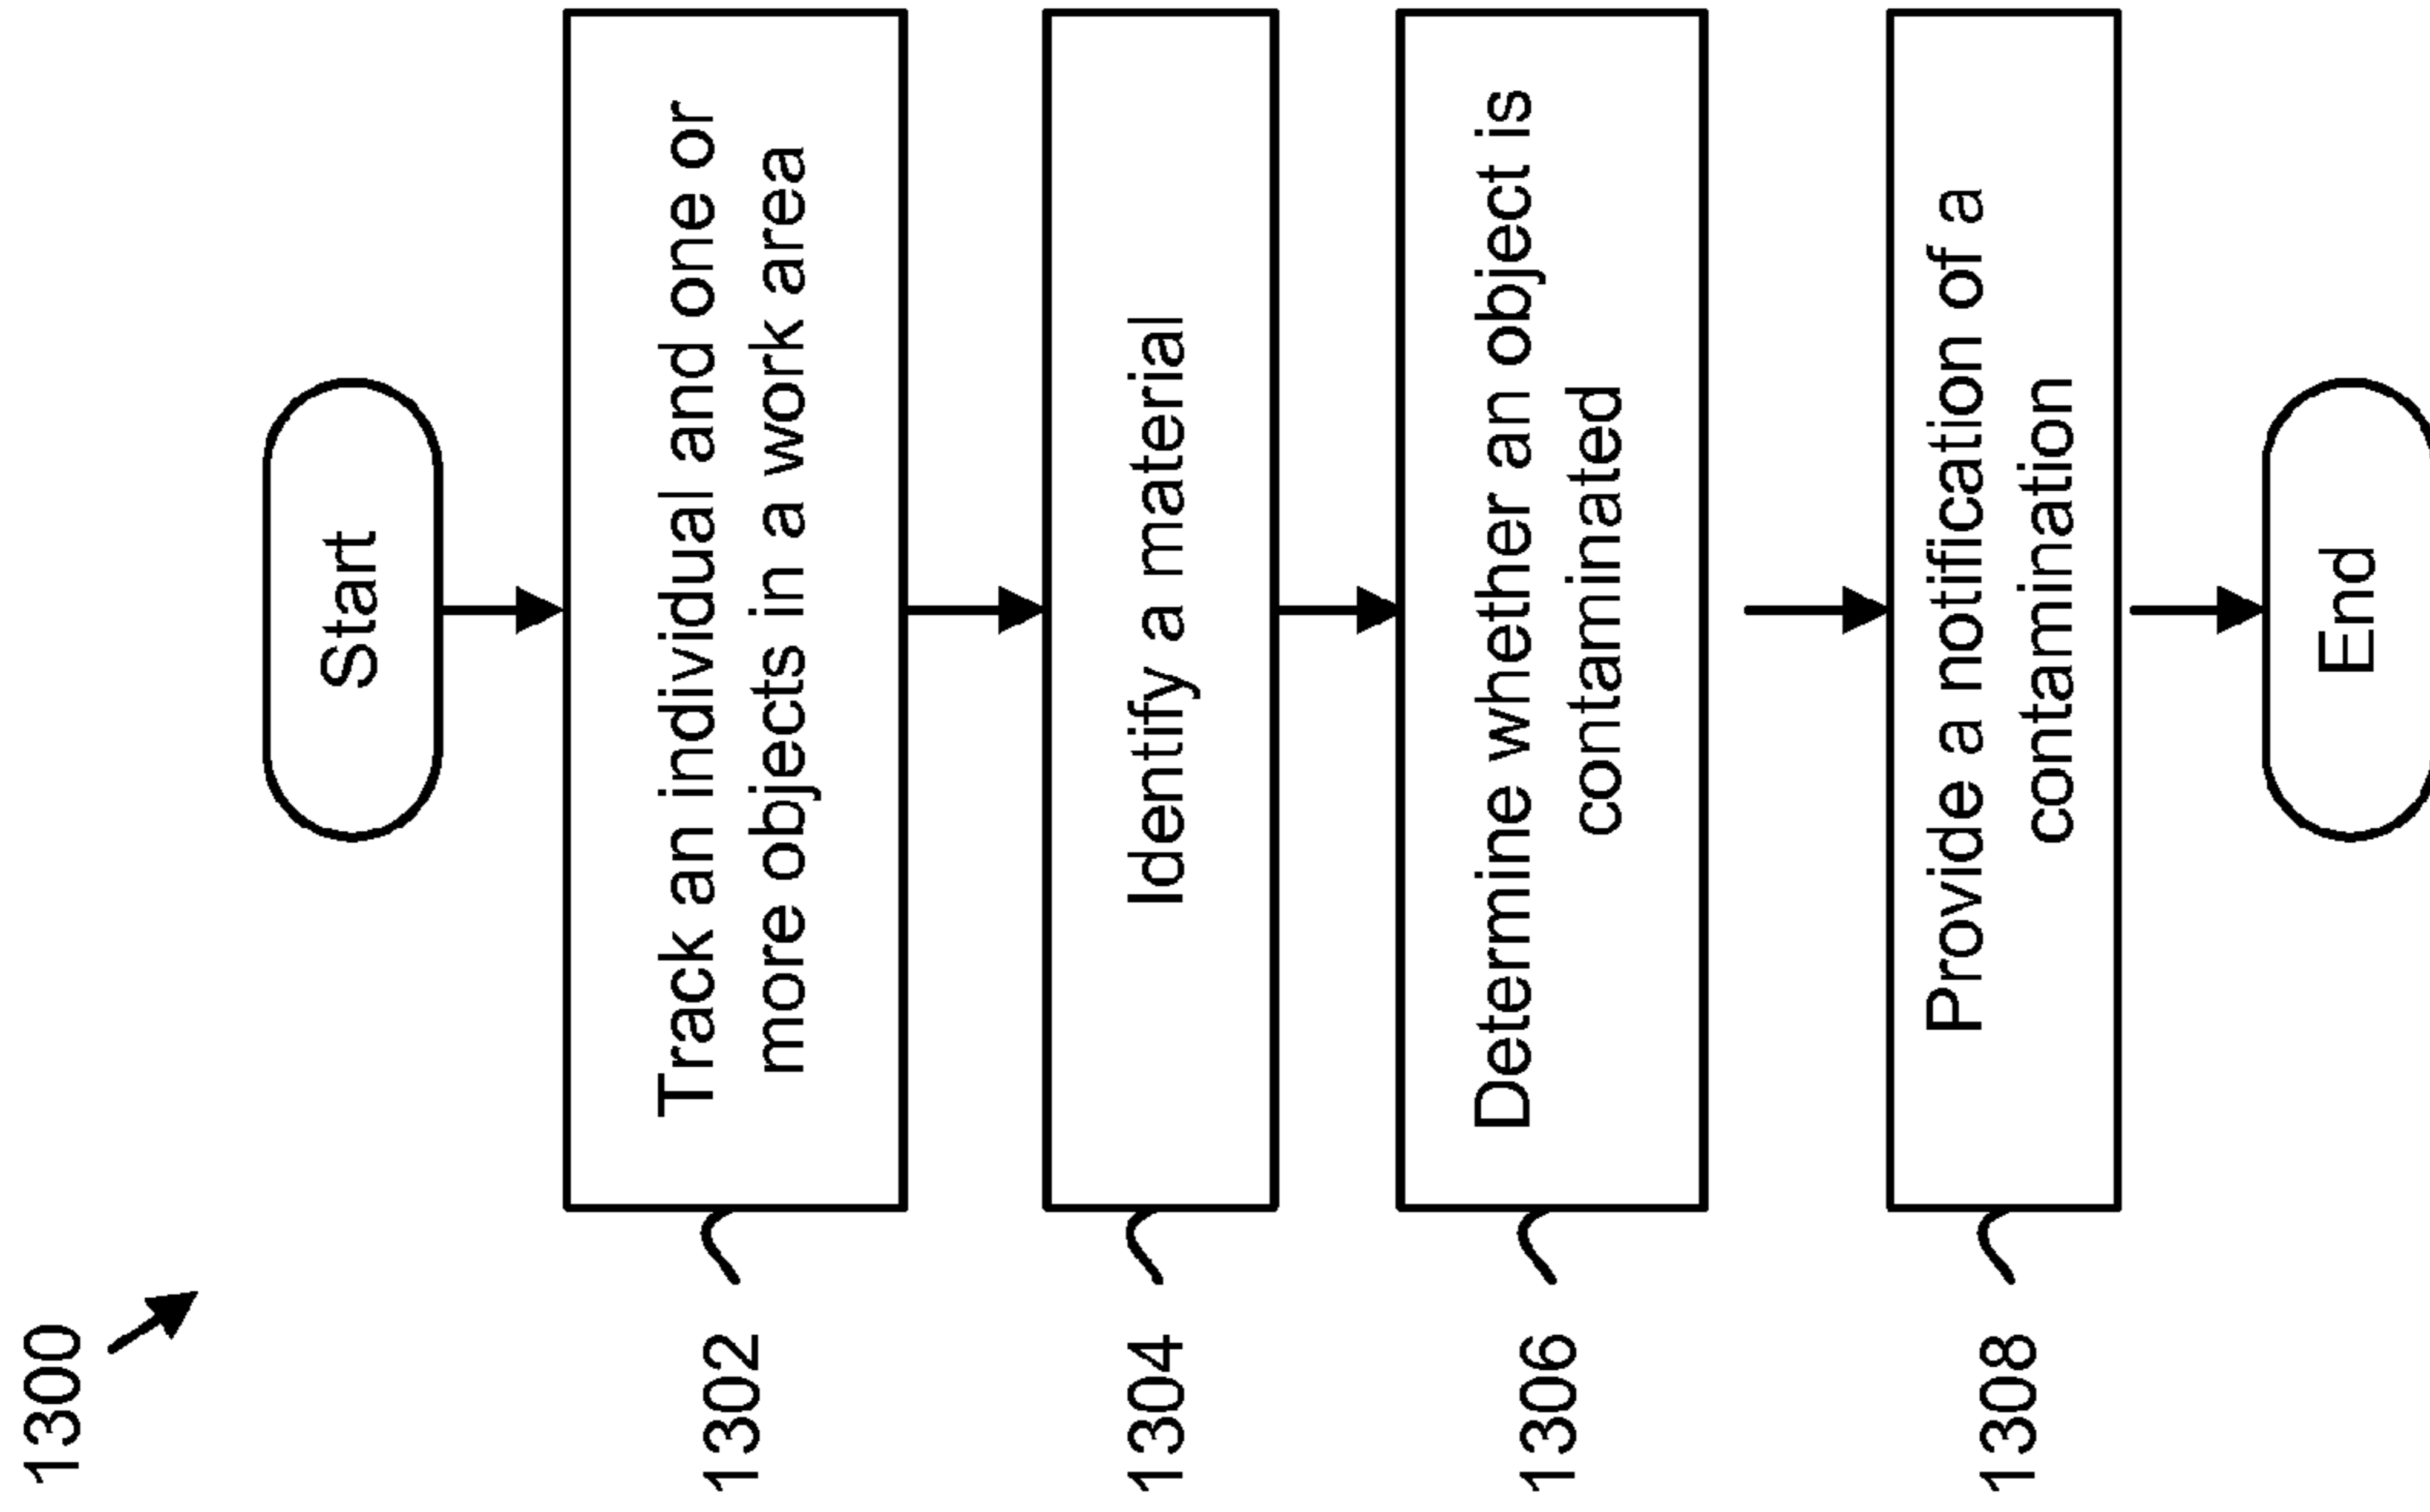 1300
Start
1302
Track an individual and one or
more objects in a work area
1304
Identify a material
1306
Determine whether an object is
contaminated
1308
Provide a notification of a
contamination
End